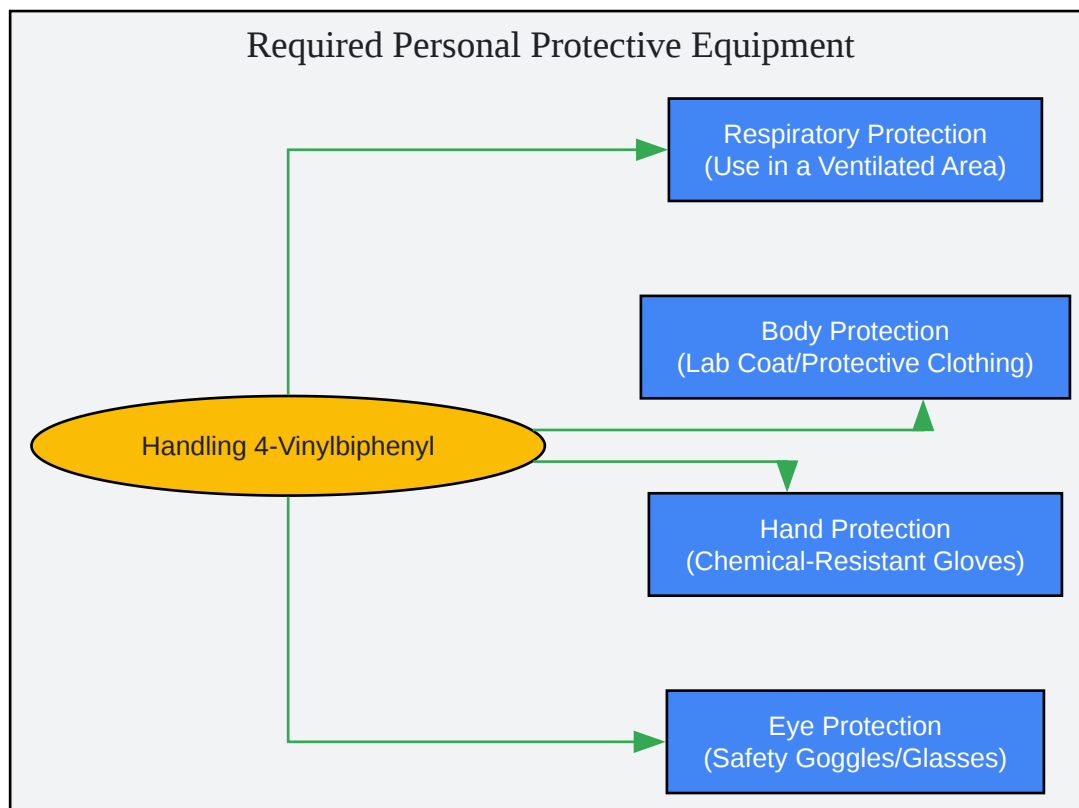 Required Personal Protective Equipment
Respiratory Protection
(Use in a Ventilated Area)
Body Protection
(Lab Coat/Protective Clothing)
Handling 4-Vinylbiphenyl
Hand Protection
(Chemical-Resistant Gloves)
Eye Protection
(Safety Goggles/Glasses)